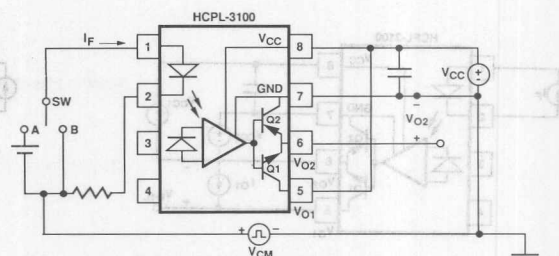 HCPL-3100
IF
1
VCC
8
VCC
+
−
SW
2
GND
7
−
VO2
+
A
B
3
Q2
6
VO2
4
Q1
5
VO1
+
−
VCM